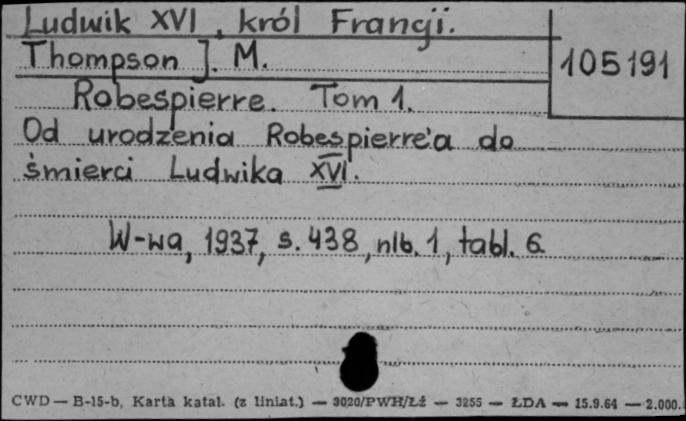 Ludwik XVI, król Francji.
Thompson J. M.
105191
Robespierre. Tom 1.
Od urodzenia Robespierre'a do
śmierci Ludwika XVI.
W-wa, 1937, s. 438, nlb. 1, tabl. 6
CWD — B-15-b, Karta katal. (z liniat.) — 3020/PWH/Łź — 3255 — ŁDA — 15.9.64 — 2.000.